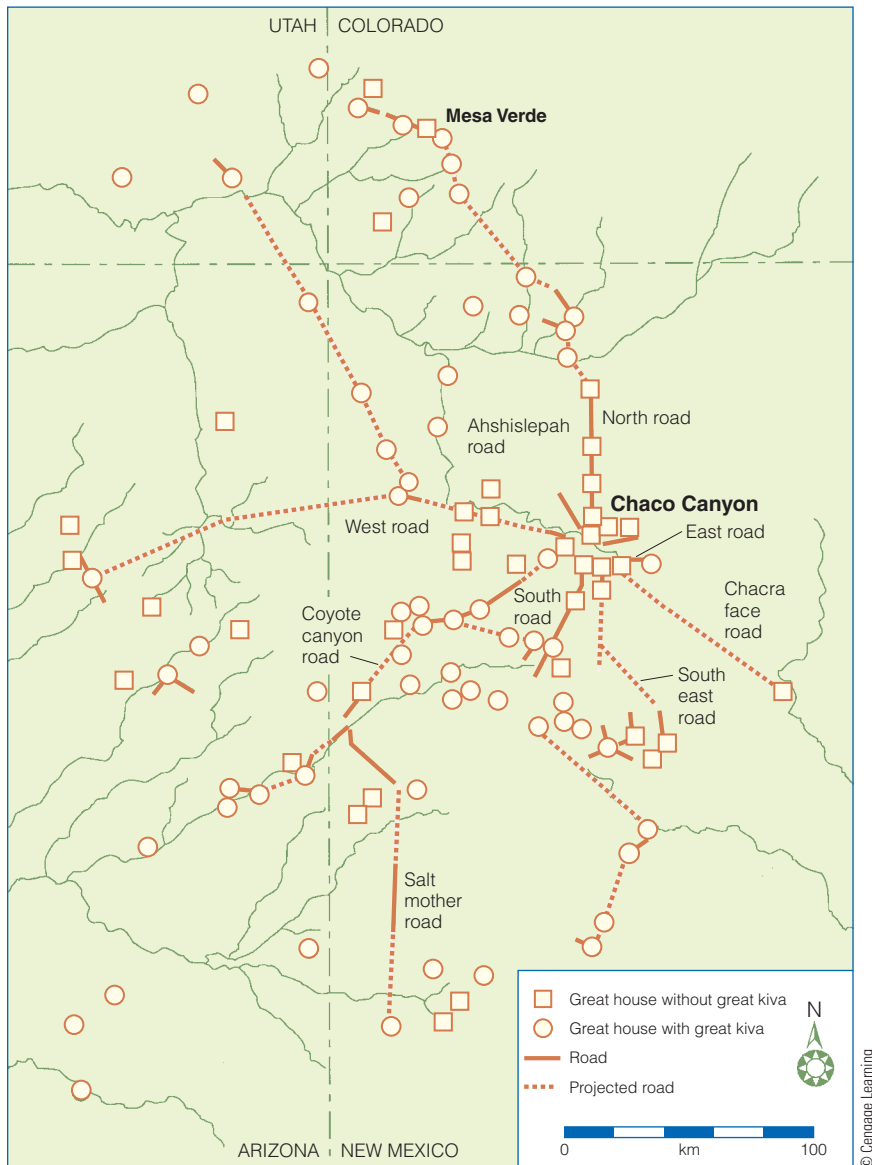 UTAH COLORADO
Mesa Verde
Ahshislepah
road
North road
Chaco Canyon
West road
East road
Coyote
canyon
road
South
road
Chacra
face
road
South
east
road
Salt
mother
road
Great house without great kiva
Great house with great kiva
Road
Projected road
N
0 km 100
ARIZONA NEW MEXICO
© Cengage Learning